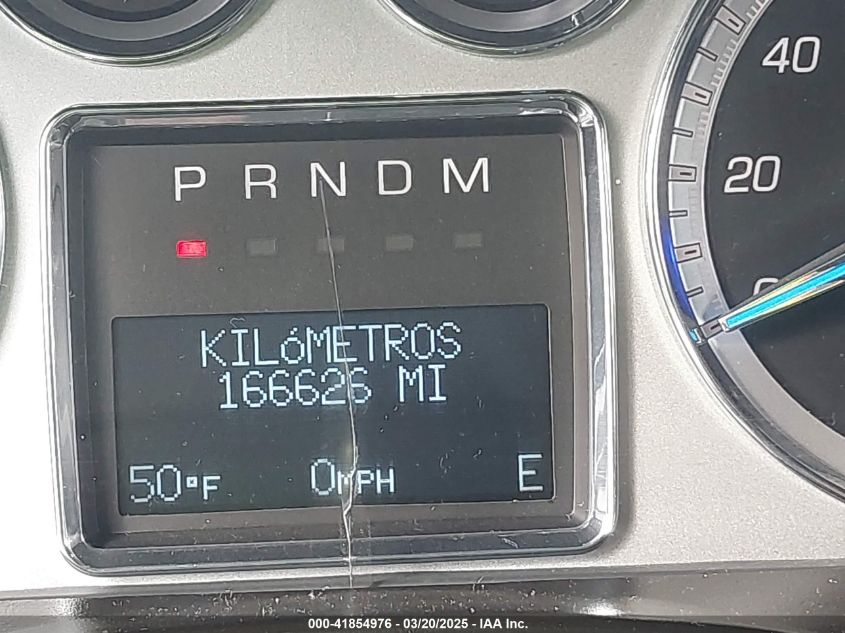 40
20
P R N D M
KILóMETROS
166626 MI
50°F 0MPH E
000-41854976 - 03/20/2025 - IAA Inc.